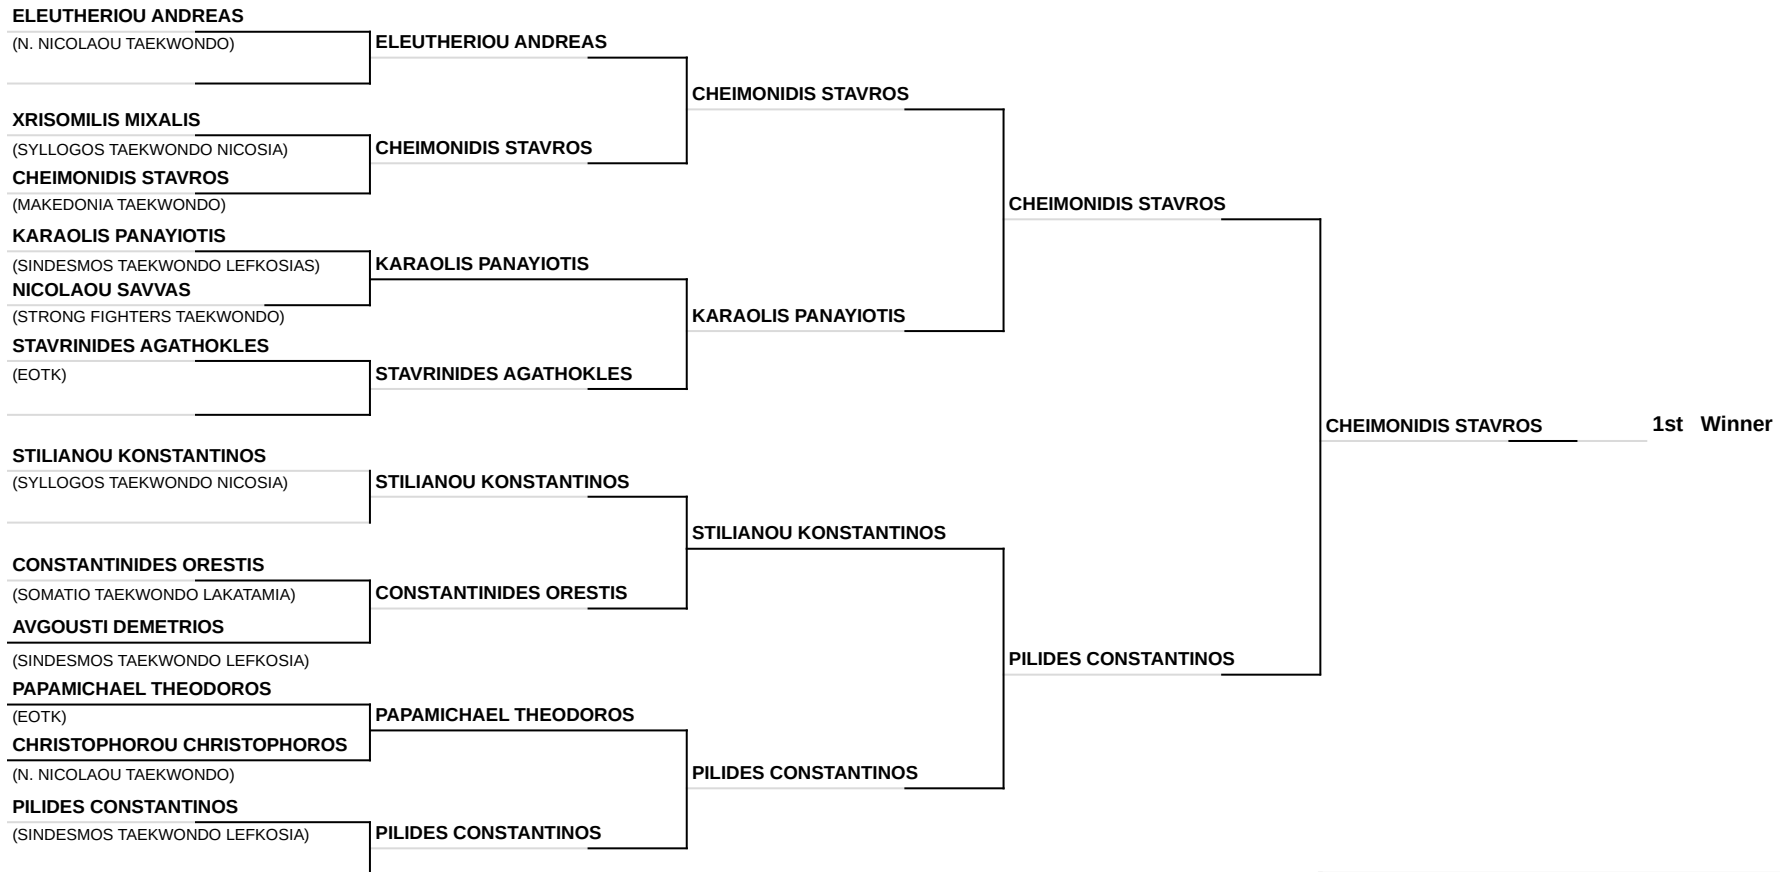 ELEUTHERIOU ANDREAS
(N. NICOLAOU TAEKWONDO)
ELEUTHERIOU ANDREAS
CHEIMONIDIS STAVROS
XRISOMILIS MIXALIS
(SYLLOGOS TAEKWONDO NICOSIA)
CHEIMONIDIS STAVROS
CHEIMONIDIS STAVROS
(MAKEDONIA TAEKWONDO)
CHEIMONIDIS STAVROS
KARAOLIS PANAYIOTIS
(SINDESMOS TAEKWONDO LEFKOSIAS)
KARAOLIS PANAYIOTIS
NICOLAOU SAVVAS
(STRONG FIGHTERS TAEKWONDO)
KARAOLIS PANAYIOTIS
STAVRINIDES AGATHOKLES
(EOTK)
STAVRINIDES AGATHOKLES
CHEIMONIDIS STAVROS
1st Winner
STILIANOU KONSTANTINOS
(SYLLOGOS TAEKWONDO NICOSIA)
STILIANOU KONSTANTINOS
STILIANOU KONSTANTINOS
CONSTANTINIDES ORESTIS
(SOMATIO TAEKWONDO LAKATAMIA)
CONSTANTINIDES ORESTIS
AVGOUSTI DEMETRIOS
(SINDESMOS TAEKWONDO LEFKOSIA)
PILIDES CONSTANTINOS
PAPAMICHAEL THEODOROS
(EOTK)
PAPAMICHAEL THEODOROS
CHRISTOPHOROU CHRISTOPHOROS
(N. NICOLAOU TAEKWONDO)
PILIDES CONSTANTINOS
PILIDES CONSTANTINOS
(SINDESMOS TAEKWONDO LEFKOSIA)
PILIDES CONSTANTINOS